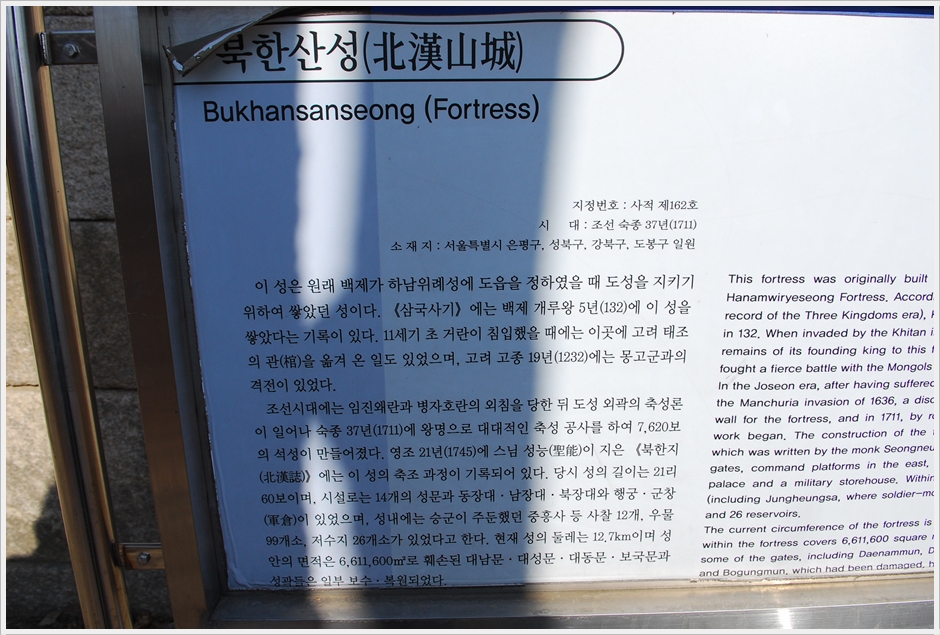 북한산성(北漢山城)
Bukhansanseong (Fortress)
지정번호 : 사적 제162호
시 대 : 조선 숙종 37년(1711)
소 재 지 : 서울특별시 은평구, 성북구, 강북구, 도봉구 일원
이 성은 원래 백제가 하남위례성에 도읍을 정하였을 때 도성을 지키기
위하여 쌓았던 성이다. 《삼국사기》에는 백제 개루왕 5년(132)에 이 성을
쌓았다는 기록이 있다. 11세기 초 거란이 침입했을 때에는 이곳에 고려 태조
의 관(棺)을 옮겨 온 일도 있었으며, 고려 고종 19년(1232)에는 몽고군과의
격전이 있었다.
조선시대에는 임진왜란과 병자호란의 외침을 당한 뒤 도성 외곽의 축성론
이 일어나 숙종 37년(1711)에 왕명으로 대대적인 축성 공사를 하여 7,620보
의 석성이 만들어졌다. 영조 21년(1745)에 스님 성능(聖能)이 지은 《북한지
(北漢誌)》에는 이 성의 축조 과정이 기록되어 있다. 당시 성의 길이는 21리
60보이며, 시설로는 14개의 성문과 동장대 · 남장대 · 북장대와 행궁 · 군창
(軍倉)이 있었으며, 성내에는 승군이 주둔했던 중흥사 등 사찰 12개, 우물
99개소, 저수지 26개소가 있었다고 한다. 현재 성의 둘레는 12.7km이며 성
안의 면적은 6,611,600㎡로 훼손된 대남문 · 대성문 · 대동문 · 보국문과
성곽들은 일부 보수 · 복원되었다.
This fortress was originally built
Hanamwiryeseong Fortress, Accord
record of the Three Kingdoms era),
in 132. When invaded by the Khitan
remains of its founding king to this
fought a fierce battle with the Mongols
In the Joseon era, after having suffered
the Manchuria invasion of 1636, a
wall for the fortress, and in 1711, by
work began. The construction of the
which was written by the monk Seongneu
gates, command platforms in the east,
palace and a military storehouse. Within
(including Jungheungsa, where soldier-mo
and 26 reservoirs.
The current circumference of the fortress is
within the fortress covers 6,611,600 square
some of the gates, including Daenammun, D
and Bogungmun, which had been damaged, h